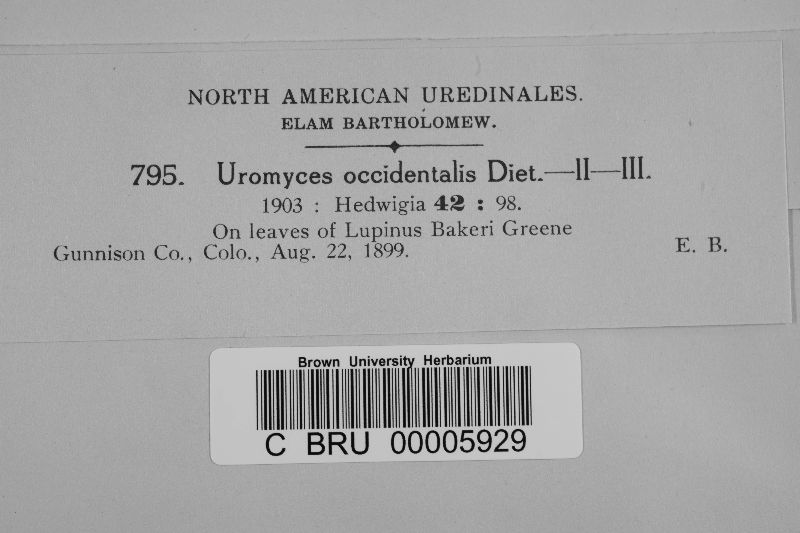 NORTH AMERICAN UREDINALES.
ELAM BARTHOLOMEW.
795. Uromyces occidentalis Diet.—II—III.
1903 : Hedwigia 42 : 98.
On leaves of Lupinus Bakeri Greene
Gunnison Co., Colo., Aug. 22, 1899. E. B.
Brown University Herbarium
C BRU 00005929